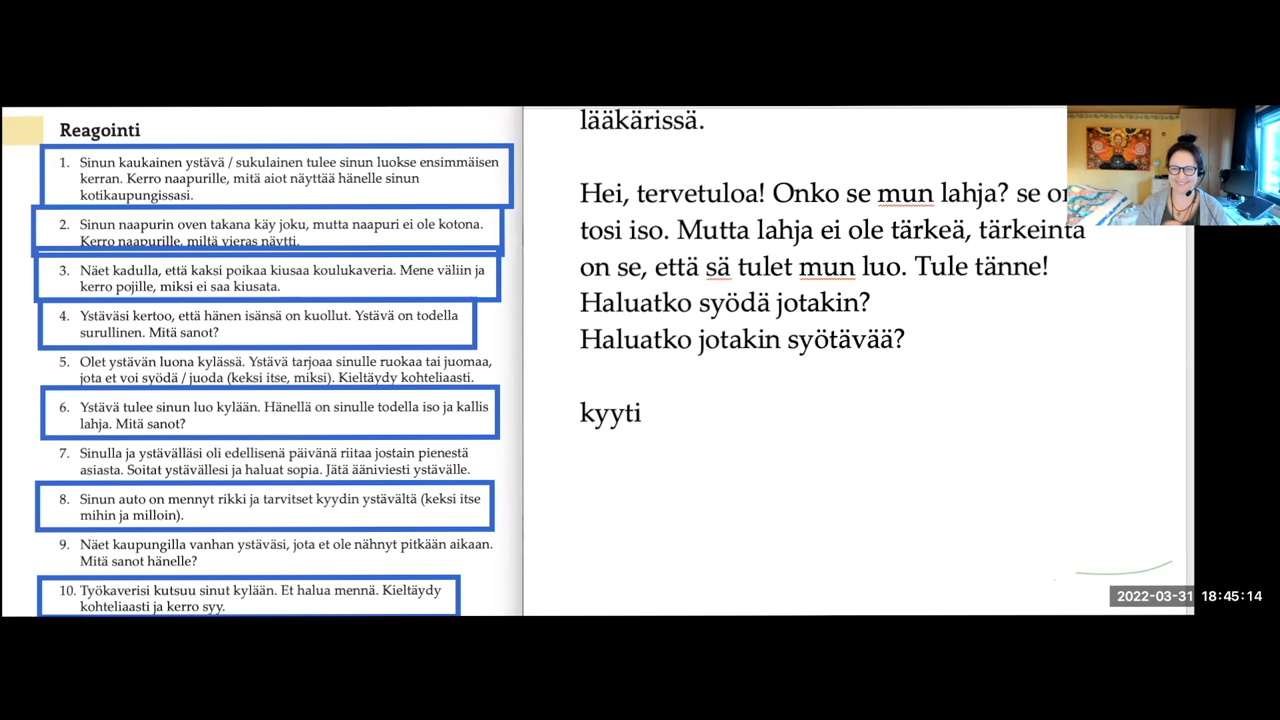 Reagointi
1. Sinun kaukainen ystävä / sukulainen tulee sinun luokse ensimmäisen
kerran. Kerro naapurille, mitä aiot näyttää hänelle sinun
kotikaupungissasi.
2. Sinun naapurin oven takana käy joku, mutta naapuri ei ole kotona.
Kerro naapurille, miltä vieras näytti.
3. Näet kadulla, että kaksi poikaa kiusaa koulukaveria. Mene väliin ja
kerro pojille, miksi ei saa kiusata.
4. Ystäväsi kertoo, että hänen isänsä on kuollut. Ystävä on todella
surullinen. Mitä sanot?
5. Olet ystävän luona kylässä. Ystävä tarjoaa sinulle ruokaa tai juomaa,
jota et voi syödä / juoda (keksi itse, miksi). Kieltäydy kohteliaasti.
6. Ystävä tulee sinun luo kylään. Hänellä on sinulle todella iso ja kallis
lahja. Mitä sanot?
7. Sinulla ja ystävälläsi oli edellisenä päivänä riitaa jostain pienestä
asiasta. Soitat ystävällesi ja haluat sopia. Jätä ääniviesti ystävälle.
8. Sinun auto on mennyt rikki ja tarvitset kyydin ystävältä (keksi itse
mihin ja milloin).
9. Näet kaupungilla vanhan ystäväsi, jota et ole nähnyt pitkään aikaan.
Mitä sanot hänelle?
10. Työkaverisi kutsuu sinut kylään. Et halua mennä. Kieltäydy
kohteliaasti ja kerro syy.
lääkärissä.
Hei, tervetuloa! Onko se mun lahja? se
tosi iso. Mutta lahja ei ole tärkeä, tärkeintä
on se, että sä tulet mun luo. Tule tänne!
Haluatko syödä jotakin?
Haluatko jotakin syötävää?
kyyti
2022-03-31 18:45:14